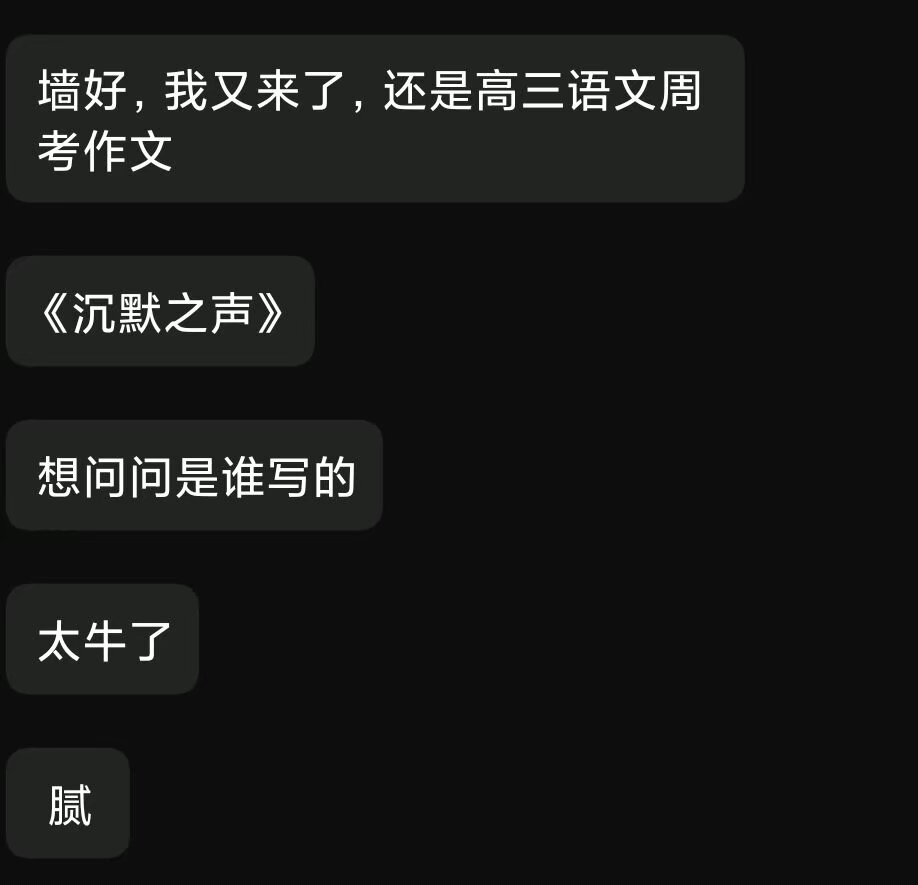 墙好，我又来了，还是高三语文周
考作文
《沉默之声》
想问问是谁写的
太牛了
腻